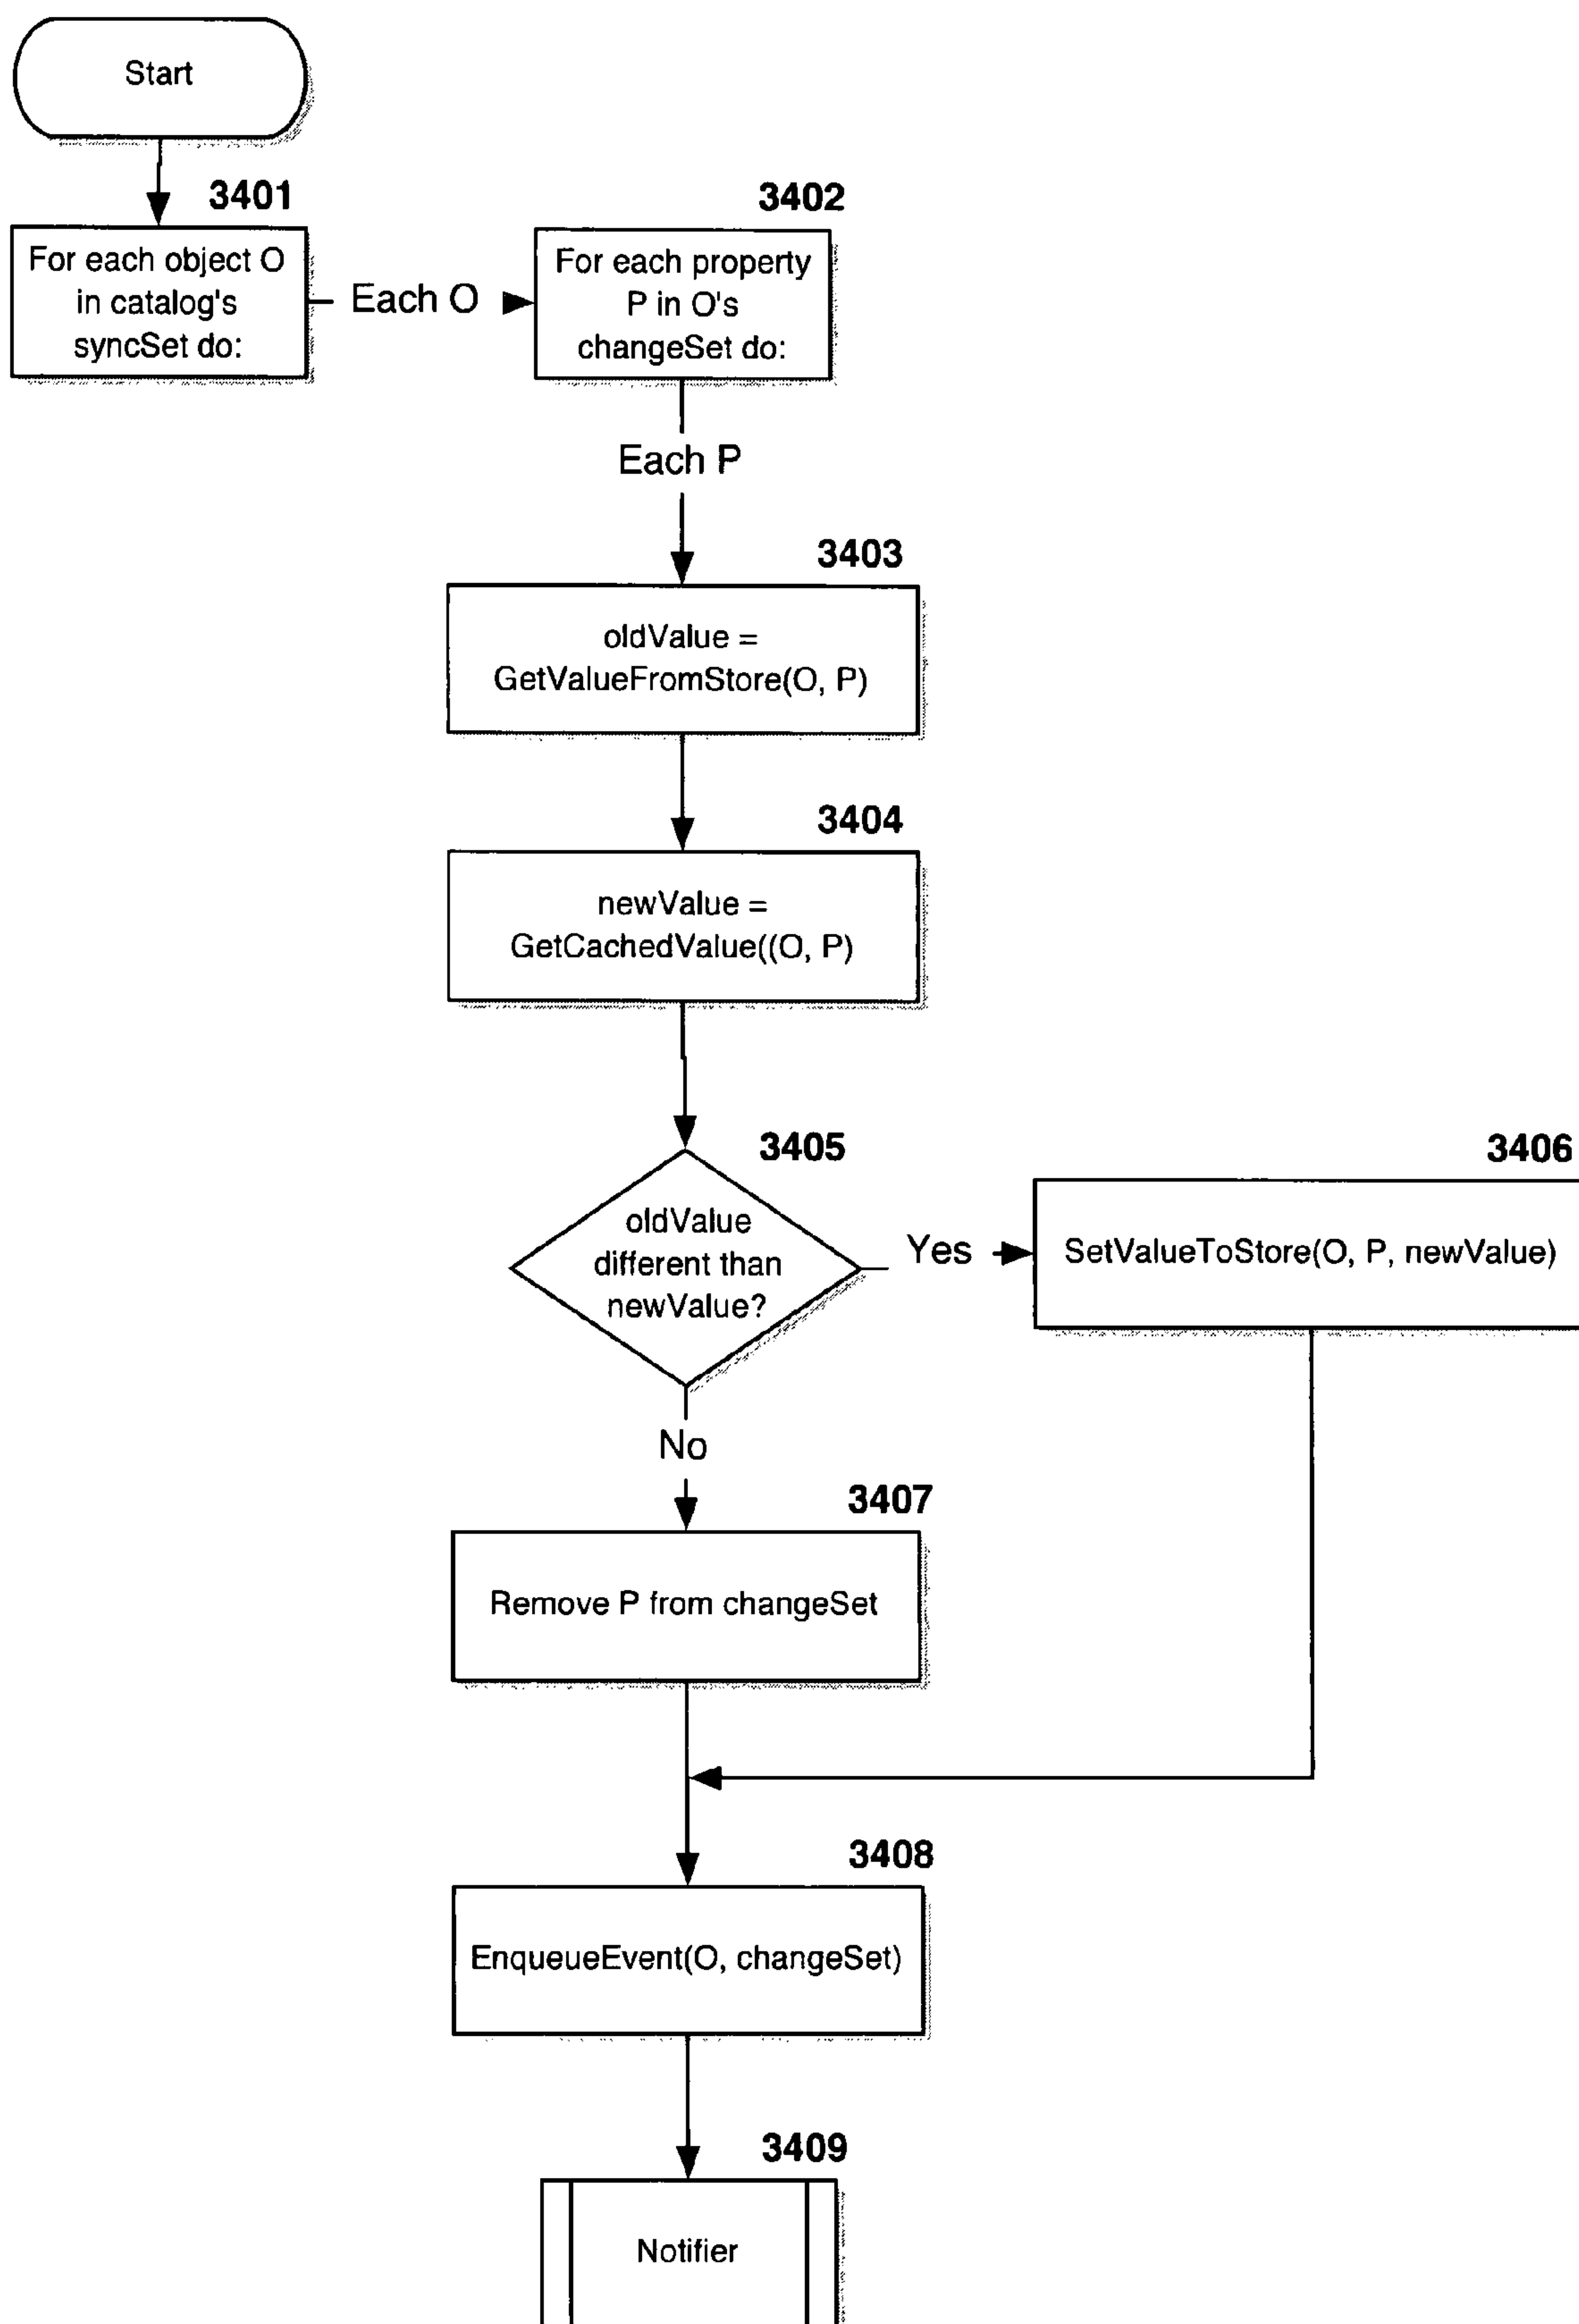 Start
3401
For each object O
in catalog's
syncSet do:
Each O
3402
For each property
P in O's
changeSet do:
Each P
3403
oldValue =
GetValueFromStore(O, P)
3404
newValue =
GetCachedValue((O, P)
3405
oldValue
different than
newValue?
Yes
3406
SetValueToStore(O, P, newValue)
No
3407
Remove P from changeSet
3408
EnqueueEvent(O, changeSet)
3409
Notifier